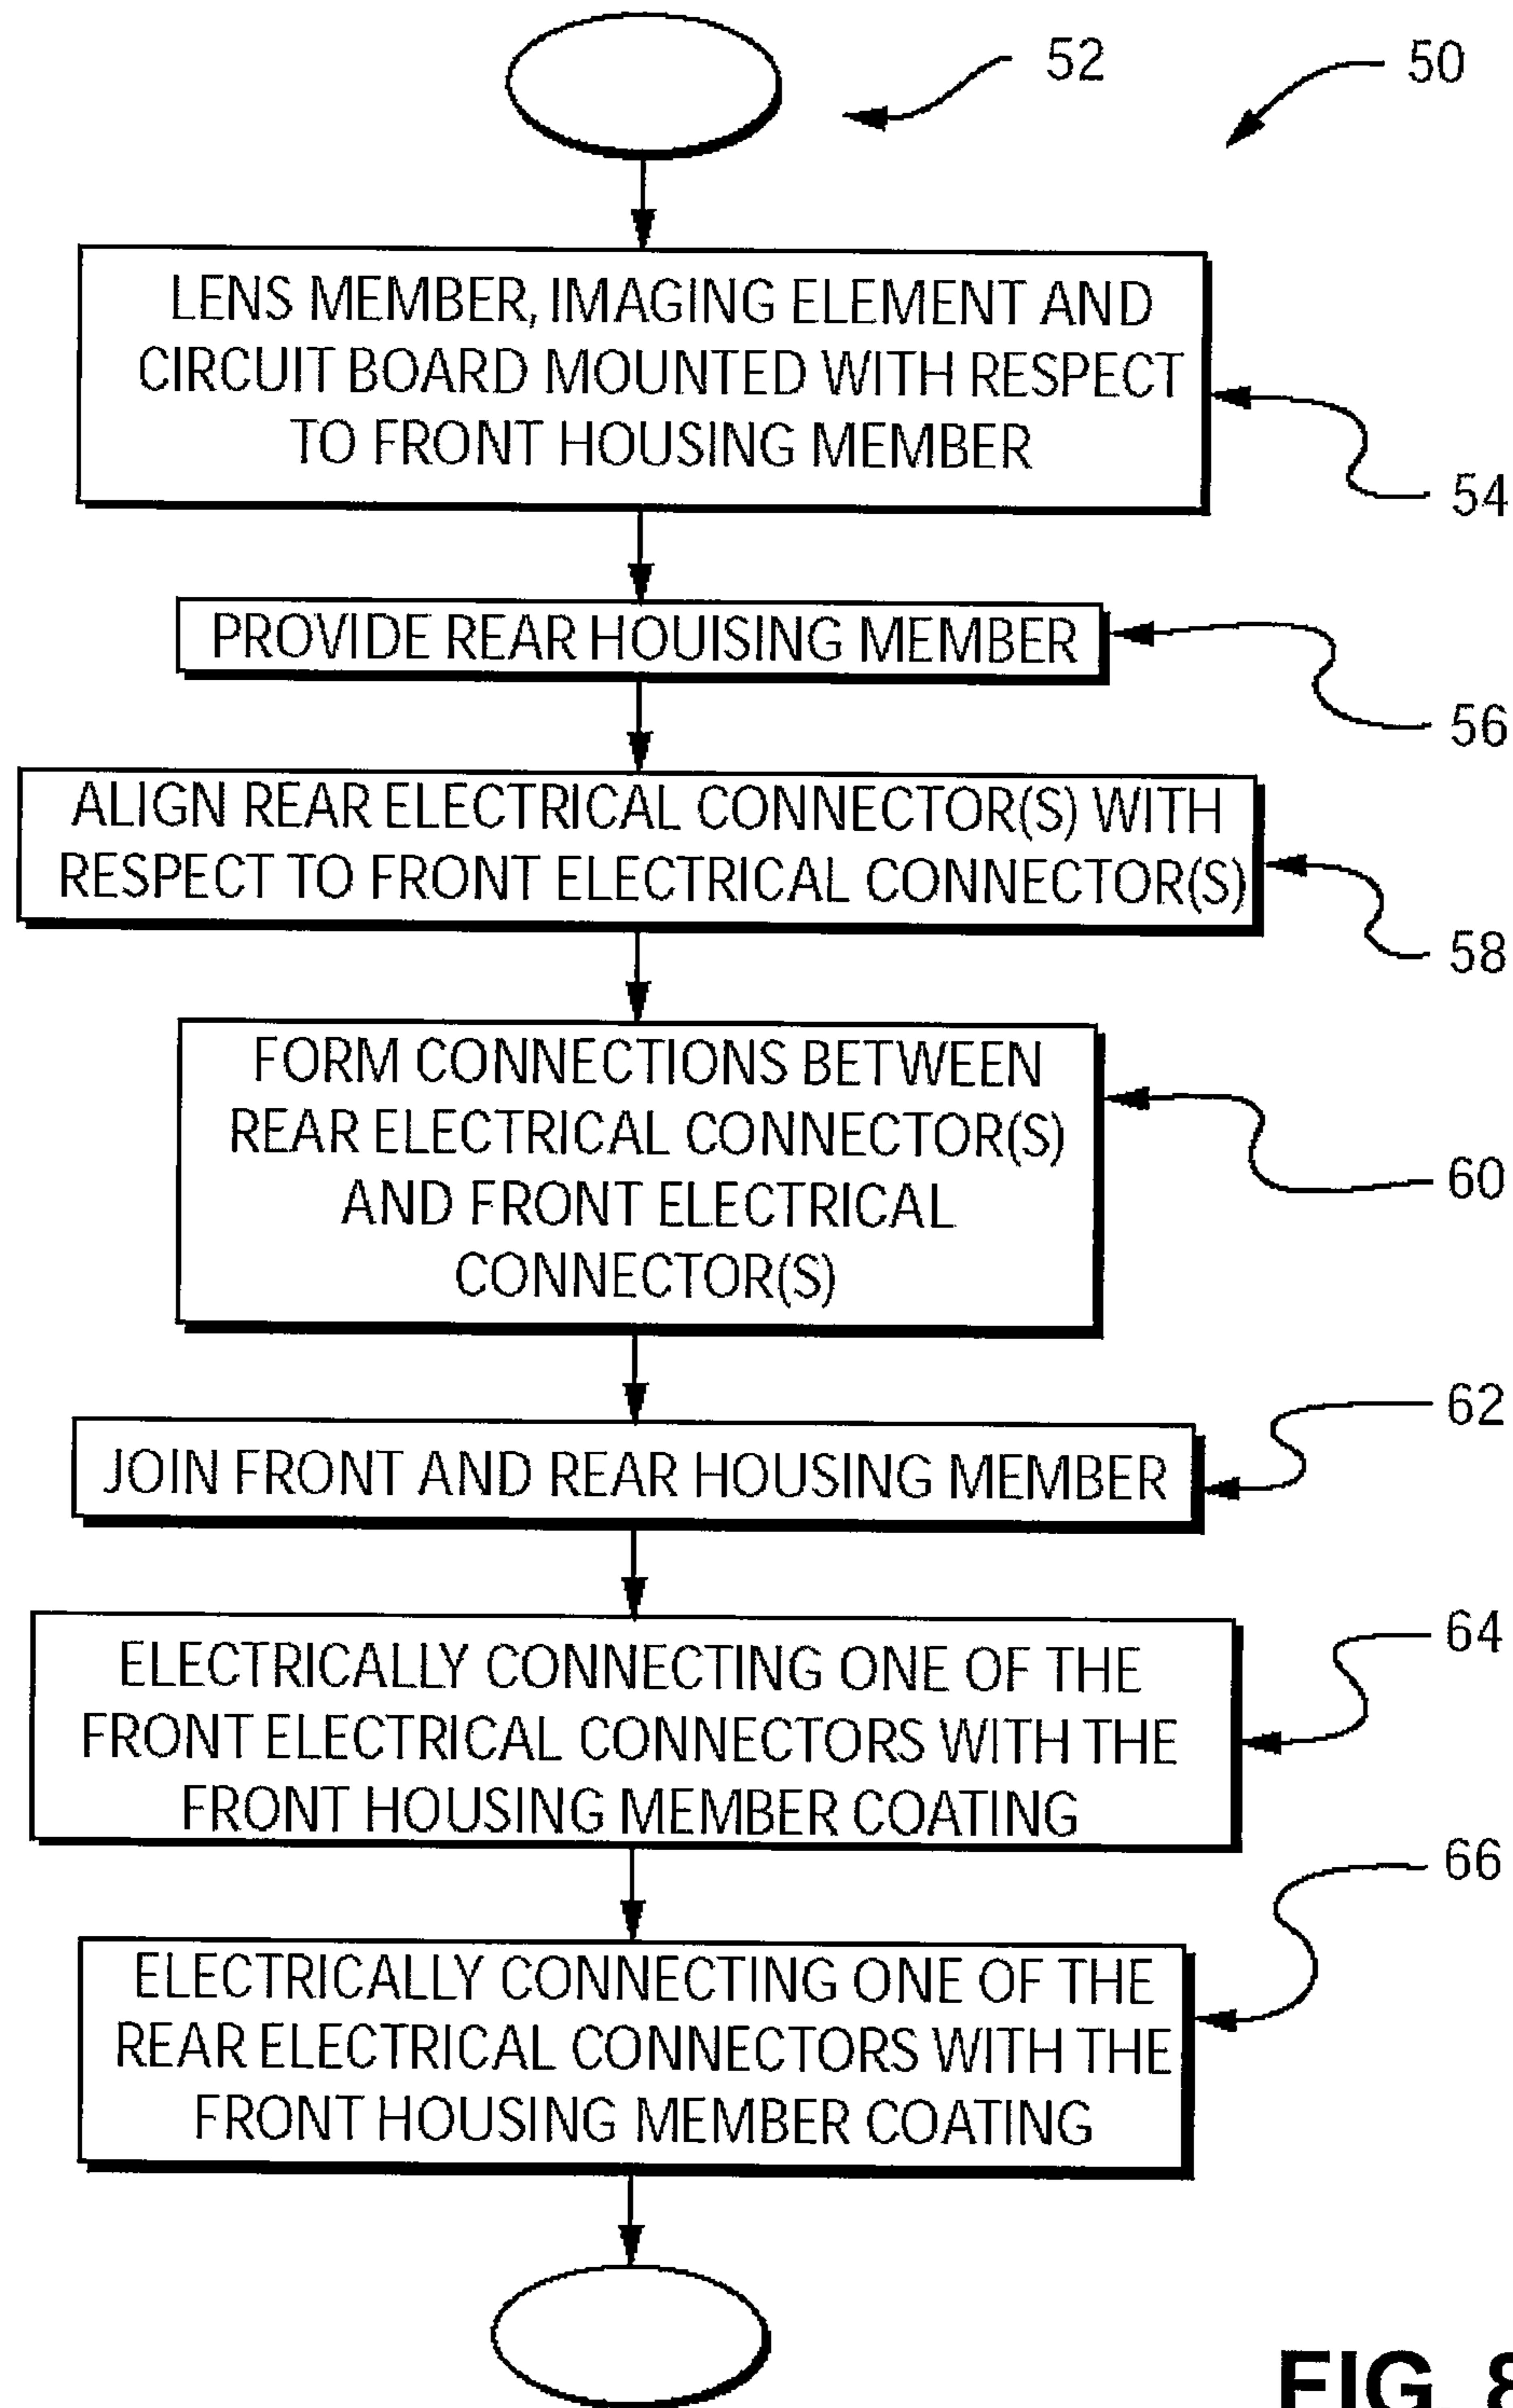 52
50
LENS MEMBER, IMAGING ELEMENT AND
CIRCUIT BOARD MOUNTED WITH RESPECT
TO FRONT HOUSING MEMBER
54
PROVIDE REAR HOUISING MEMBER
56
ALIGN REAR ELECTRICAL CONNECTOR(S) WITH
RESPECT TO FRONT ELECTRICAL CONNECTOR(S)
58
FORM CONNECTIONS BETWEEN
REAR ELECTRICAL CONNECTOR(S)
AND FRONT ELECTRICAL
CONNECTOR(S)
60
62
JOIN FRONT AND REAR HOUSING MEMBER
64
ELECTRICALLY CONNECTING ONE OF THE
FRONT ELECTRICAL CONNECTORS WITH THE
FRONT HOUSING MEMBER COATING
66
ELECTRICALLY CONNECTING ONE OF THE
REAR ELECTRICAL CONNECTORS WITH THE
FRONT HOUSING MEMBER COATING
FIG. 8